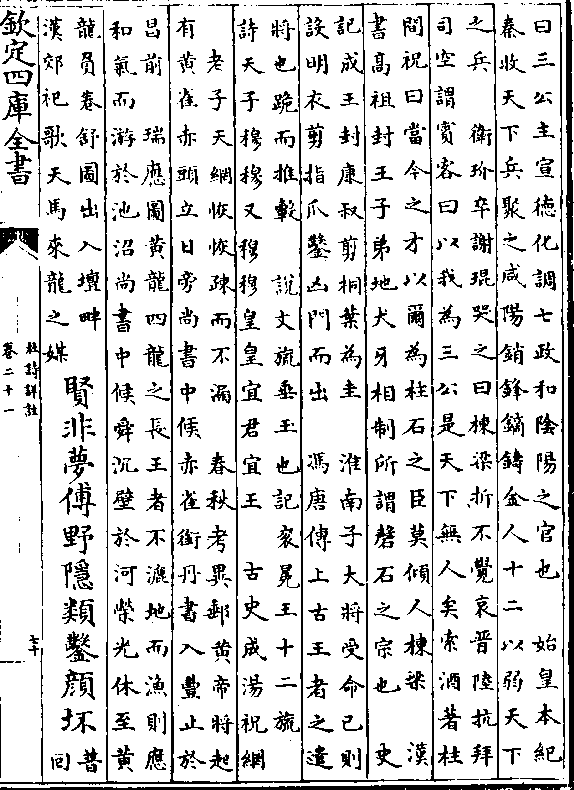 曰三公主宣德化調七政和陰陽之官也　始皇本紀
秦收天下兵聚之咸陽銷鋒鏑鑄金人十二以弱天下
之兵　衛玠卒謝琨哭之曰棟梁折不覺哀晉陸抗拜
司空謂賓客曰以我為三公是天下無人矣索酒著柱
間祝曰當今之才以爾為柱石之臣莫傾人棟梁　漢
書高祖封王子弟地犬牙相制所謂磐石之宗也　史
記成王封康叔剪桐葉為圭　淮南子大將受命已則
設明衣剪指爪鑿凶門而出　馮唐傳上古王者之遣
將也跪而推轂　說文旒垂玉也記衮冕王十二旒
詩天子穆穆又穆穆皇皇宜君宜王　古史成湯祝網
老子天網恢恢疎而不漏　春秋考異郵黄帝將起
有黄雀赤頭立日旁尚書中候赤雀銜丹書入豐止於
昌前　瑞應圖黄龍四龍之長王者不漉地而漁則應
和氣而游於池沼尚書中候舜沉璧於河榮光休至黄
龍負卷舒圖出入壇畔
漢郊祀歌天馬來龍之媒
賢非夢傅野隱類鑿顔坏
普
回
欽定四庫全書
杜詩詳註
卷二十一
七十